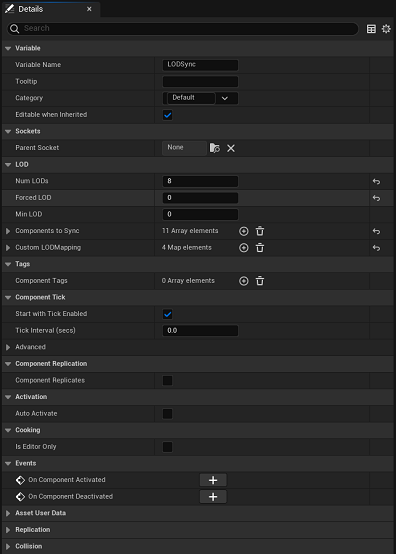 Details
Search
Variable
Variable Name LODSync
Tooltip
Category Default
Editable when Inherited
Sockets
Parent Socket None
LOD
Num LODs 8
Forced LOD 0
Min LOD 0
Components to Sync 11 Array elements
Custom LODMapping 4 Map elements
Tags
Component Tags 0 Array elements
Component Tick
Start with Tick Enabled
Tick Interval (secs) 0.0
Advanced
Component Replication
Component Replicates
Activation
Auto Activate
Cooking
Is Editor Only
Events
On Component Activated
On Component Deactivated
Asset User Data
Replication
Collision